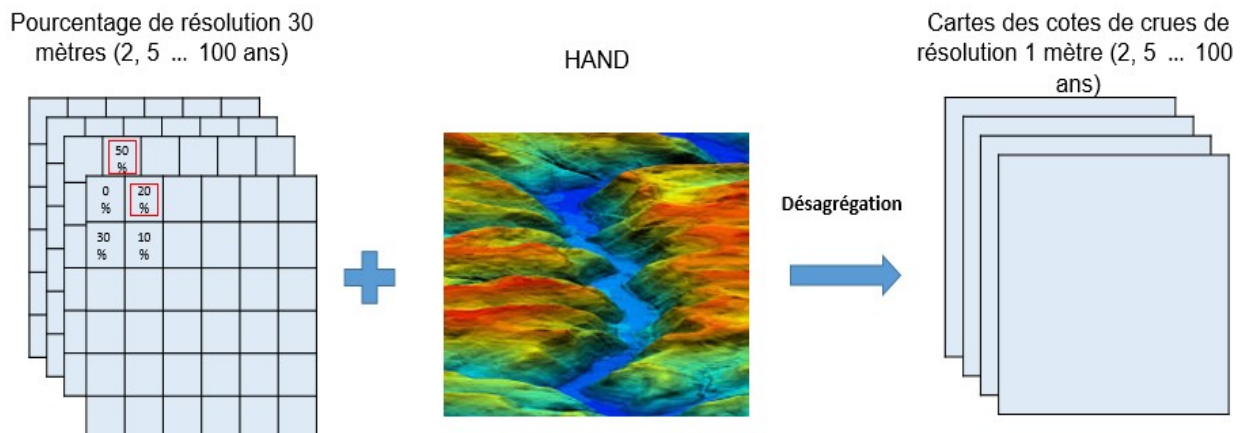 Pourcentage de résolution 30
mètres (2, 5 ... 100 ans)
HAND
Cartes des cotes de crues de
résolution 1 mètre (2, 5 ... 100
ans)
50
%
0
%
20
%
30
%
10
%
Désagrégation